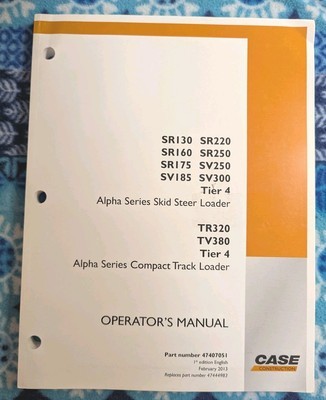 SR130 SR220
SR160 SR250
SR175 SV250
SV185 SV300
Tier 4
Alpha Series Skid Steer Loader
TR320
TV380
Tier 4
Alpha Series Compact Track Loader
OPERATOR'S MANUAL
Part number 47407051
1st edition English
February 2013
Replaces part number 47444983
CASE
CONSTRUCTION